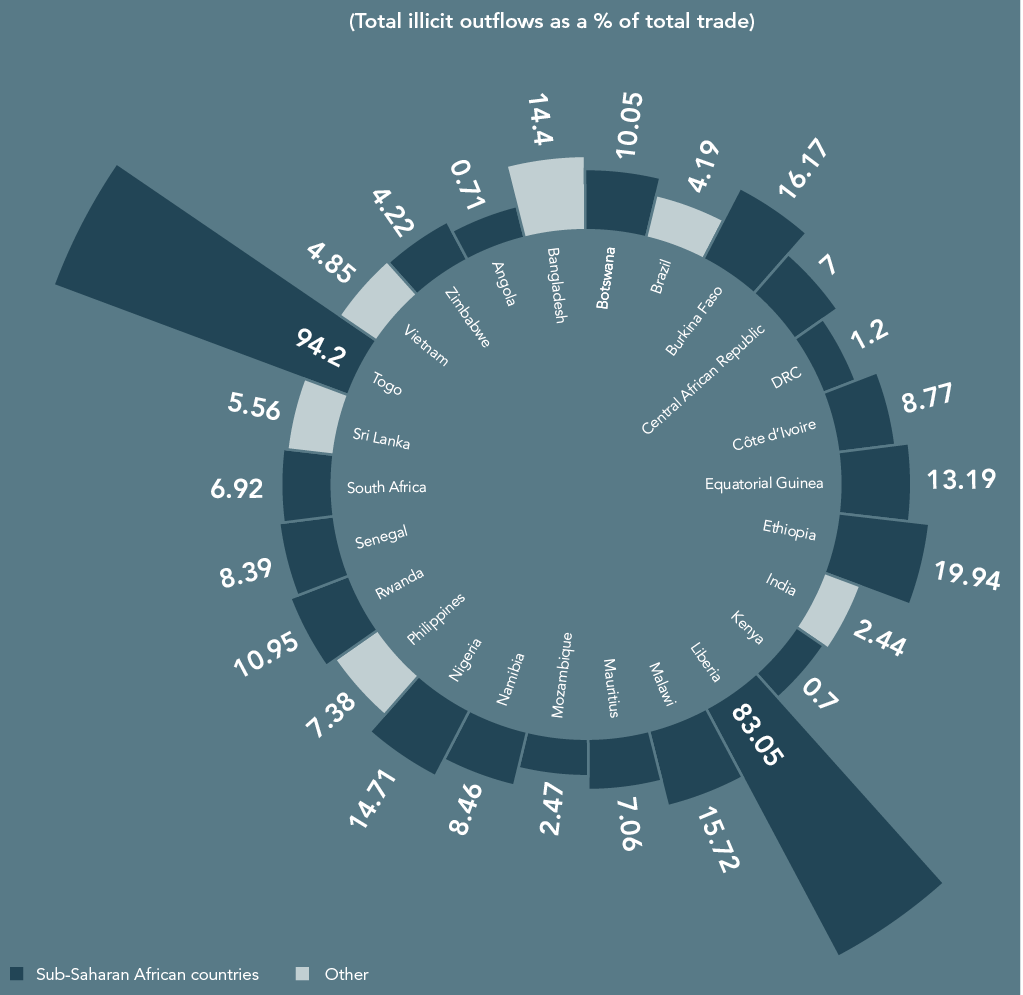 (Total illicit outflows as a % of total trade)
14.4
Bangladesh
10.05
Botswana
4.19
Brazil
16.17
Burkina Faso
7
Central African Republic
1.2
DRC
8.77
Côte d’Ivoire
13.19
Equatorial Guinea
19.94
Ethiopia
2.44
India
0.7
Kenya
83.05
Liberia
15.72
Malawi
7.06
Mauritius
2.47
Mozambique
8.46
Namibia
14.71
Nigeria
7.38
Philippines
10.95
Rwanda
8.39
Senegal
6.92
South Africa
5.56
Sri Lanka
94.2
Togo
4.85
Vietnam
4.22
Zimbabwe
0.71
Angola
Sub-Saharan African countries
Other